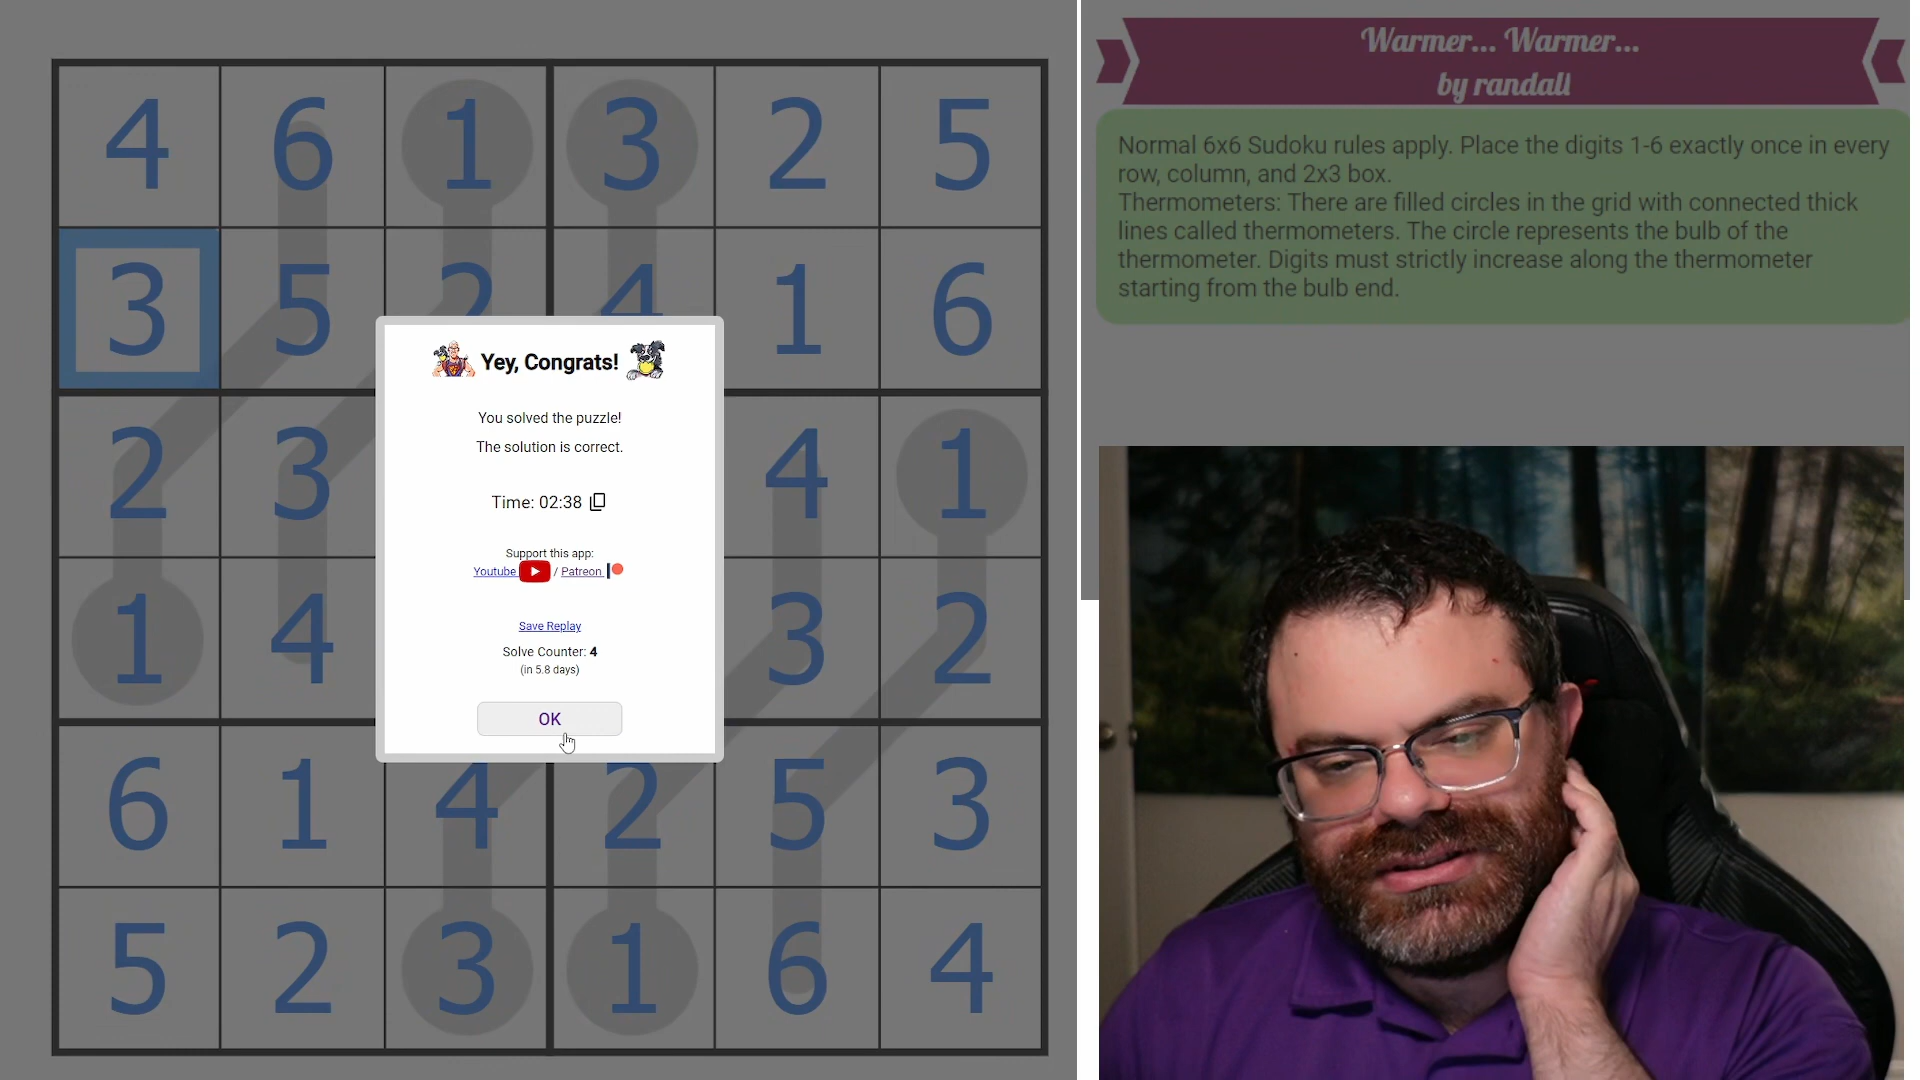 Warmer... Warmer...
by randall
Normal 6x6 Sudoku rules apply. Place the digits 1-6 exactly once in every
row, column, and 2x3 box.
Thermometers: There are filled circles in the grid with connected thick
lines called thermometers. The circle represents the bulb of the
thermometer. Digits must strictly increase along the thermometer
starting from the bulb end.
4 6 1 3 2 5
3 5 2 4 1 6
2 3 4 1
1 4 3 2
6 1 4 2 5 3
5 2 3 1 6 4
Yey, Congrats!
You solved the puzzle!
The solution is correct.
Time: 02:38
Support this app:
Youtube / Patreon
Save Replay
Solve Counter: 4
(in 5.8 days)
OK